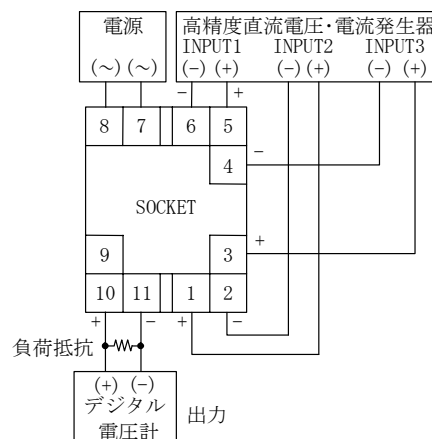 電源
高精度直流電圧・電流発生器
INPUT1 INPUT2 INPUT3
(～) (～) (-) (+) (-) (+) (-) (+)
- +
8 7 6 5
4 -
SOCKET
9 3 +
10 11 1 2
+ - + -
負荷抵抗
(+) (-)
デジタル
電圧計
出力